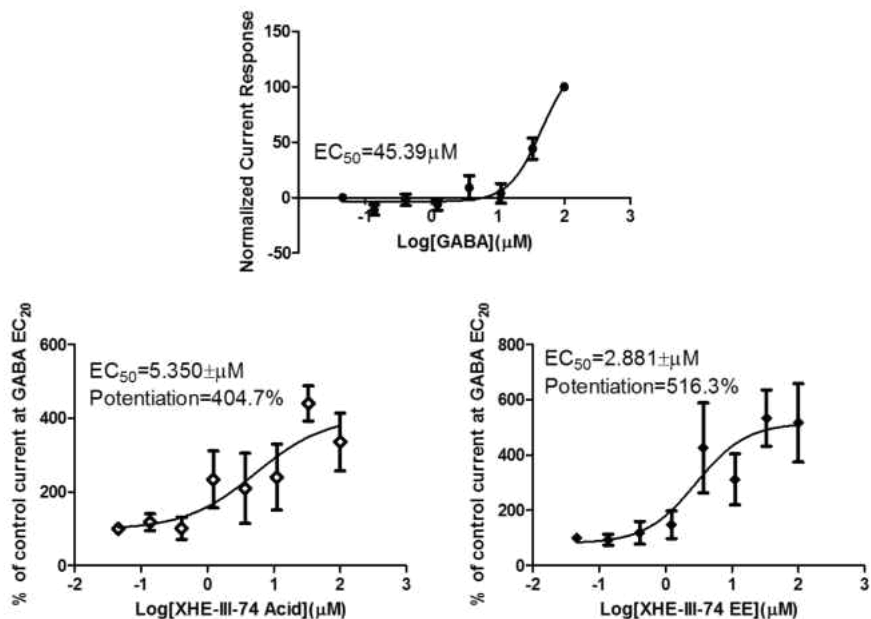 Normalized Current Response
150
100
50
0
-50
EC50=45.39μM
-1 0 1 2 3
Log[GABA](μM)
% of control current at GABA EC20
600
400
200
0
EC50=5.350±μM
Potentiation=404.7%
-2 -1 0 1 2 3
Log[XHE-III-74 Acid](μM)
% of control current at GABA EC20
800
600
400
200
0
EC50=2.881±μM
Potentiation=516.3%
-2 -1 0 1 2 3
Log[XHE-III-74 EE](μM)